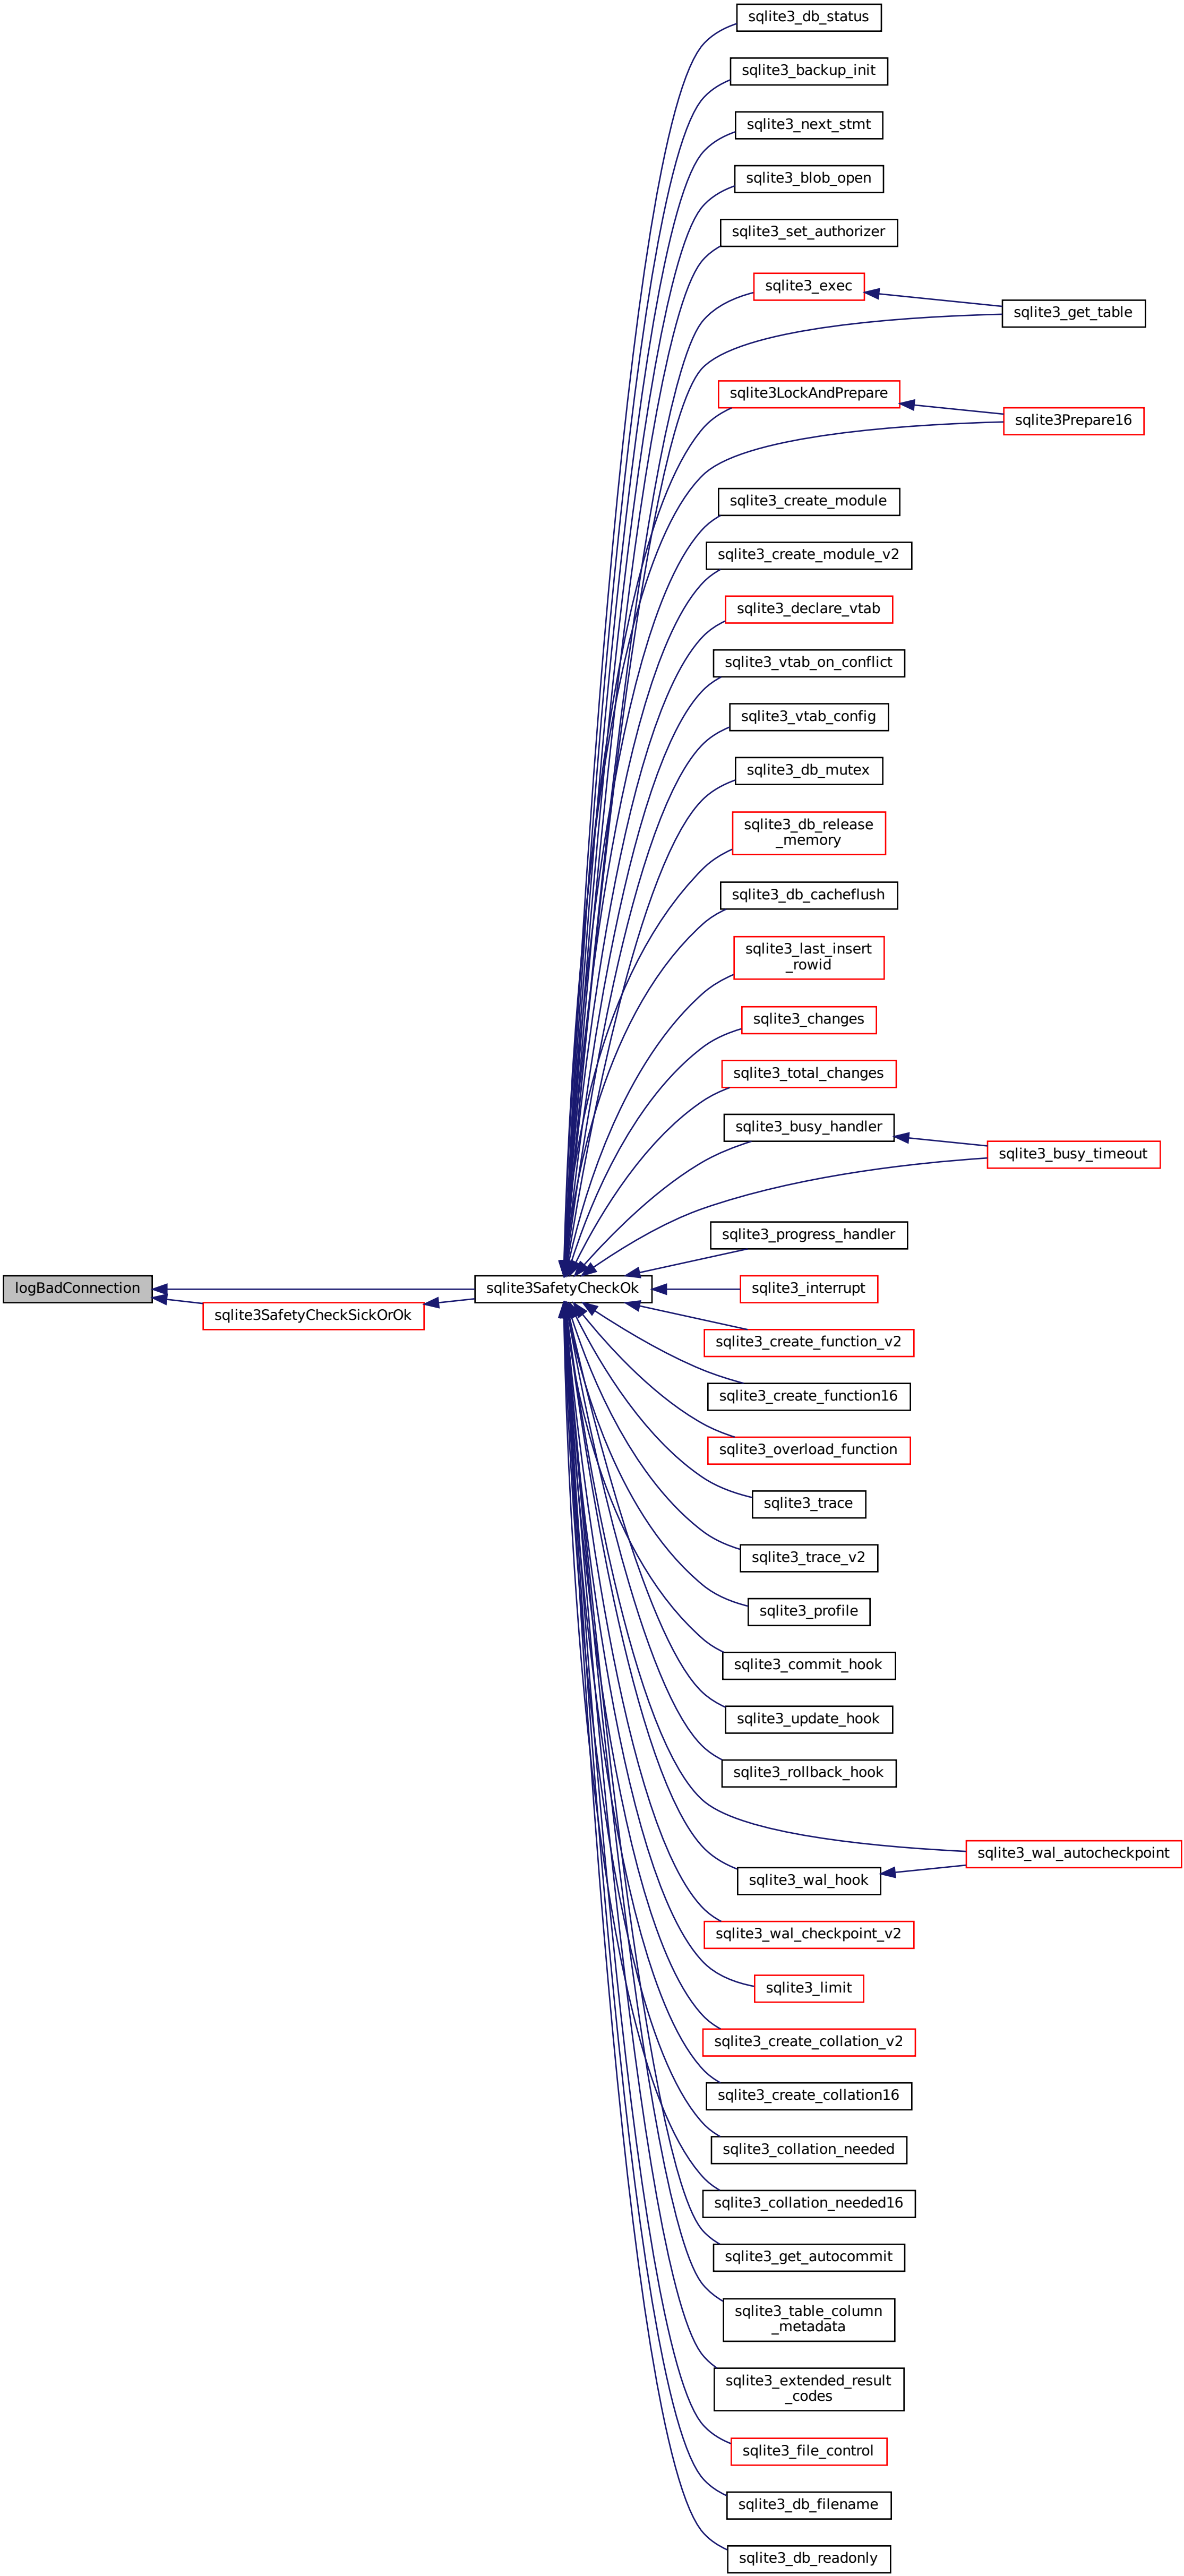 sqlite3_db_status
sqlite3_backup_init
sqlite3_next_stmt
sqlite3_blob_open
sqlite3_set_authorizer
sqlite3_exec
sqlite3_get_table
sqlite3LockAndPrepare
sqlite3Prepare16
sqlite3_create_module
sqlite3_create_module_v2
sqlite3_declare_vtab
sqlite3_vtab_on_conflict
sqlite3_vtab_config
sqlite3_db_mutex
sqlite3_db_release
_memory
sqlite3_db_cacheflush
sqlite3_last_insert
_rowid
sqlite3_changes
sqlite3_total_changes
sqlite3_busy_handler
sqlite3_busy_timeout
sqlite3_progress_handler
logBadConnection
sqlite3SafetyCheckOk
sqlite3_interrupt
sqlite3SafetyCheckSickOrOk
sqlite3_create_function_v2
sqlite3_create_function16
sqlite3_overload_function
sqlite3_trace
sqlite3_trace_v2
sqlite3_profile
sqlite3_commit_hook
sqlite3_update_hook
sqlite3_rollback_hook
sqlite3_wal_autocheckpoint
sqlite3_wal_hook
sqlite3_wal_checkpoint_v2
sqlite3_limit
sqlite3_create_collation_v2
sqlite3_create_collation16
sqlite3_collation_needed
sqlite3_collation_needed16
sqlite3_get_autocommit
sqlite3_table_column
_metadata
sqlite3_extended_result
_codes
sqlite3_file_control
sqlite3_db_filename
sqlite3_db_readonly